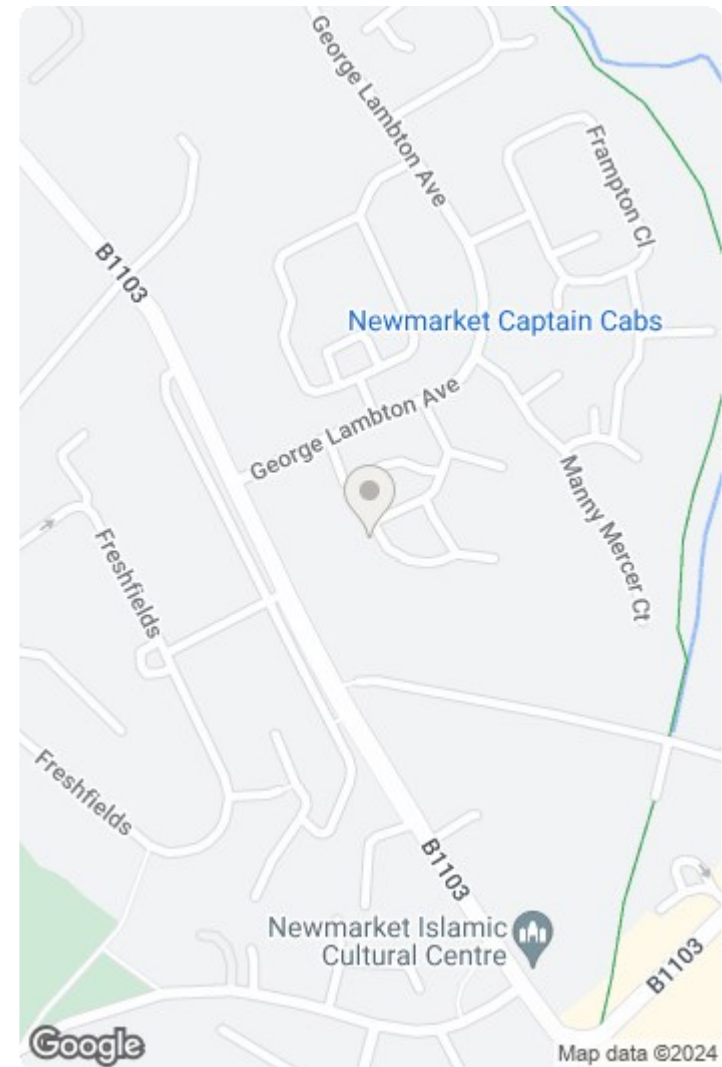 George Lambton Ave
Frampton Cl
B1103
Newmarket Captain Cabs
George Lambton Ave
Manny Mercer Ct
Freshfields
Freshfields
B1103
Newmarket Islamic
Cultural Centre
B1103
Google
Map data ©2024